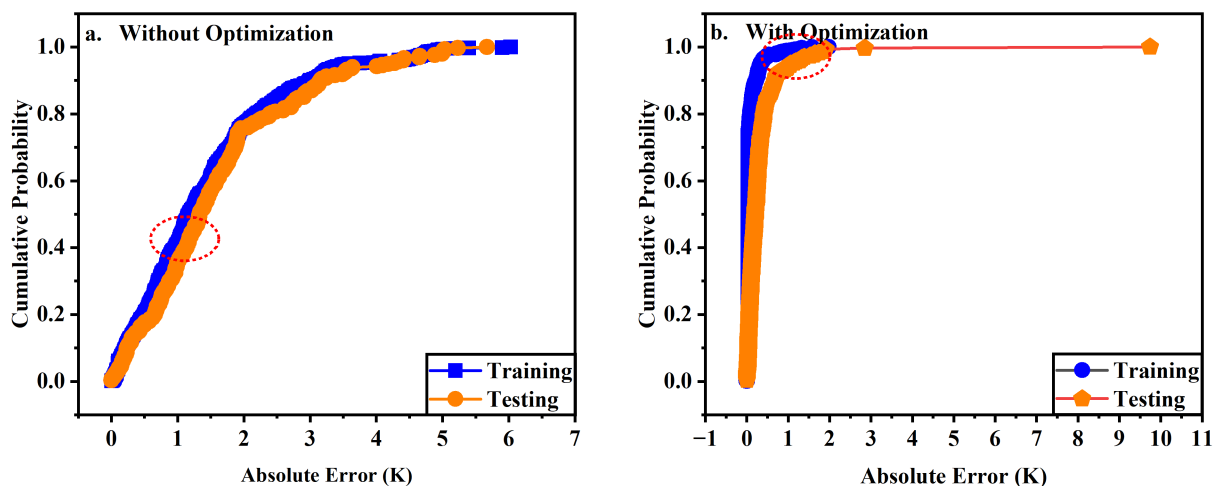 a. Without Optimization
1.0
0.8
0.6
0.4
0.2
0.0
Cumulative Probability
Training
Testing
0 1 2 3 4 5 6 7
Absolute Error (K)
b. With Optimization
1.0
0.8
0.6
0.4
0.2
0.0
Cumulative Probability
Training
Testing
−1 0 1 2 3 4 5 6 7 8 9 10 11
Absolute Error (K)